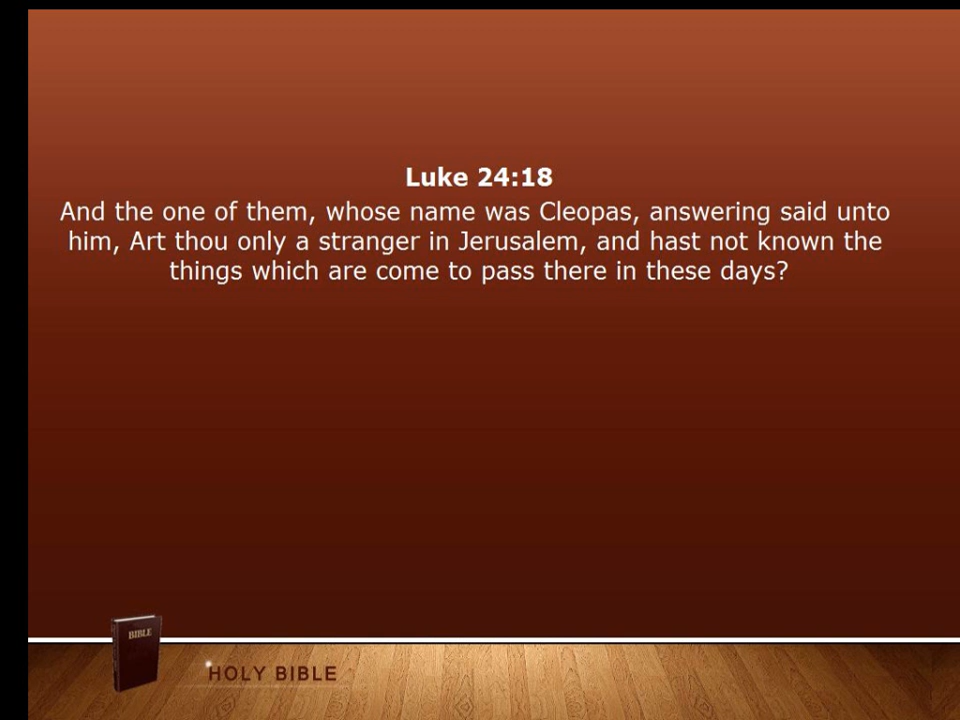 Luke 24:18
And the one of them, whose name was Cleopas, answering said unto
him, Art thou only a stranger in Jerusalem, and hast not known the
things which are come to pass there in these days?
BIBLE
HOLY BIBLE